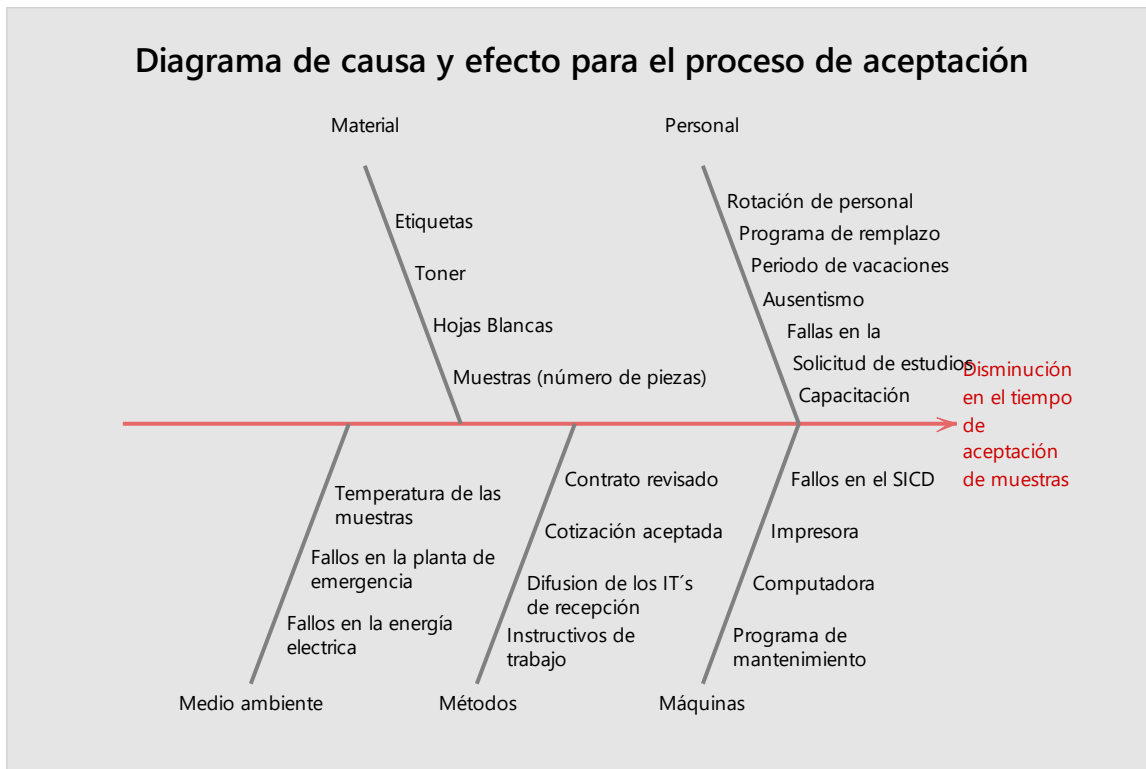 Diagrama de causa y efecto para el proceso de aceptación
Material
Personal
Etiquetas
Toner
Hojas Blancas
Muestras (número de piezas)
Rotación de personal
Programa de remplazo
Periodo de vacaciones
Ausentismo
Fallas en la
Solicitud de estudios
Capacitación
Disminución
en el tiempo
de
aceptación
de muestras
Temperatura de las
muestras
Fallos en la planta de
emergencia
Fallos en la energía
electrica
Contrato revisado
Cotización aceptada
Difusion de los IT´s
de recepción
Instructivos de
trabajo
Fallos en el SICD
Impresora
Computadora
Programa de
mantenimiento
Medio ambiente
Métodos
Máquinas